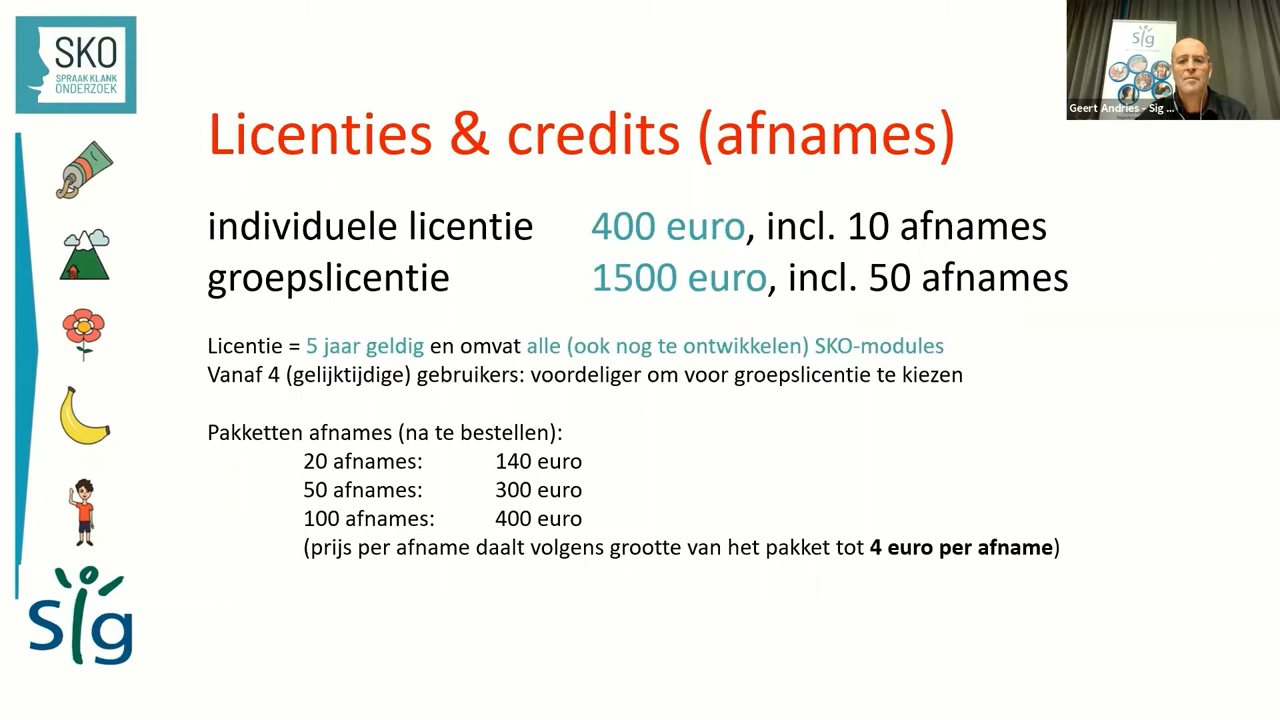 SKO
SPRAAK KLANK
ONDERZOEK
sig
Geert Andries - Sig ...
Licenties & credits (afnames)
individuele licentie 400 euro, incl. 10 afnames
groepslicentie 1500 euro, incl. 50 afnames
Licentie = 5 jaar geldig en omvat alle (ook nog te ontwikkelen) SKO-modules
Vanaf 4 (gelijktijdige) gebruikers: voordeliger om voor groepslicentie te kiezen
Pakketten afnames (na te bestellen):
20 afnames: 140 euro
50 afnames: 300 euro
100 afnames: 400 euro
(prijs per afname daalt volgens grootte van het pakket tot 4 euro per afname)
sig